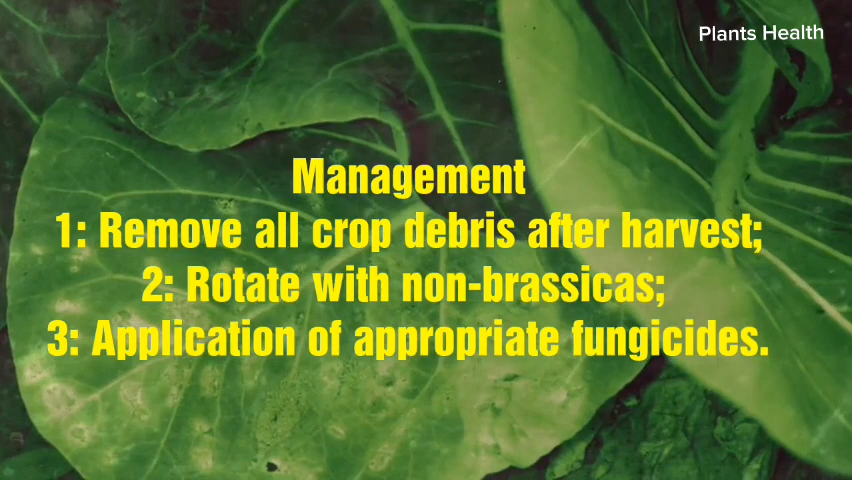 Plants Health
Management
1: Remove all crop debris after harvest;
2: Rotate with non-brassicas;
3: Application of appropriate fungicides.